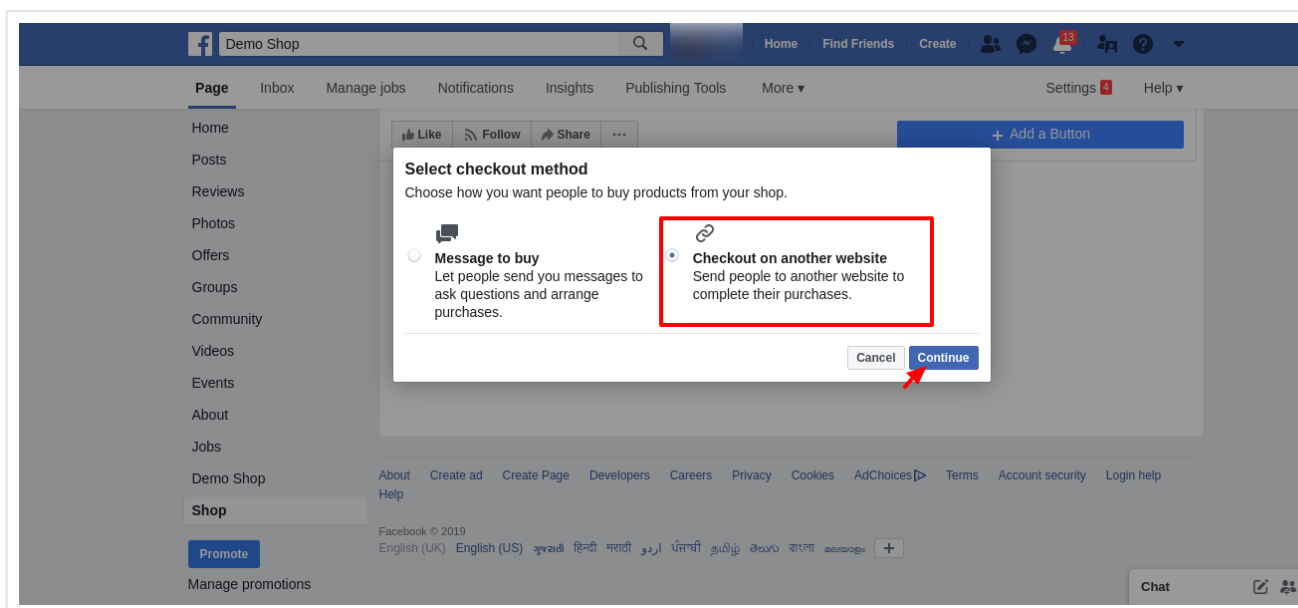 Demo Shop
Home Find Friends Create 13
Page Inbox Manage jobs Notifications Insights Publishing Tools More ▾ Settings 4 Help ▾
Home
Like Follow Share ... + Add a Button
Posts
Reviews
Photos
Offers
Groups
Community
Videos
Events
About
Jobs
Demo Shop
Shop
Promote
Manage promotions
Select checkout method
Choose how you want people to buy products from your shop.
Message to buy
Let people send you messages to
ask questions and arrange
purchases.
Checkout on another website
Send people to another website to
complete their purchases.
Cancel Continue
About Create ad Create Page Developers Careers Privacy Cookies AdChoices Terms Account security Login help
Help
Facebook © 2019
English (UK) English (US) ગુજરાતી हिन्दी मराठी اردو ਪੰਜਾਬੀ தமிழ் తెలుగు বাংলা മലയാളം +
Chat